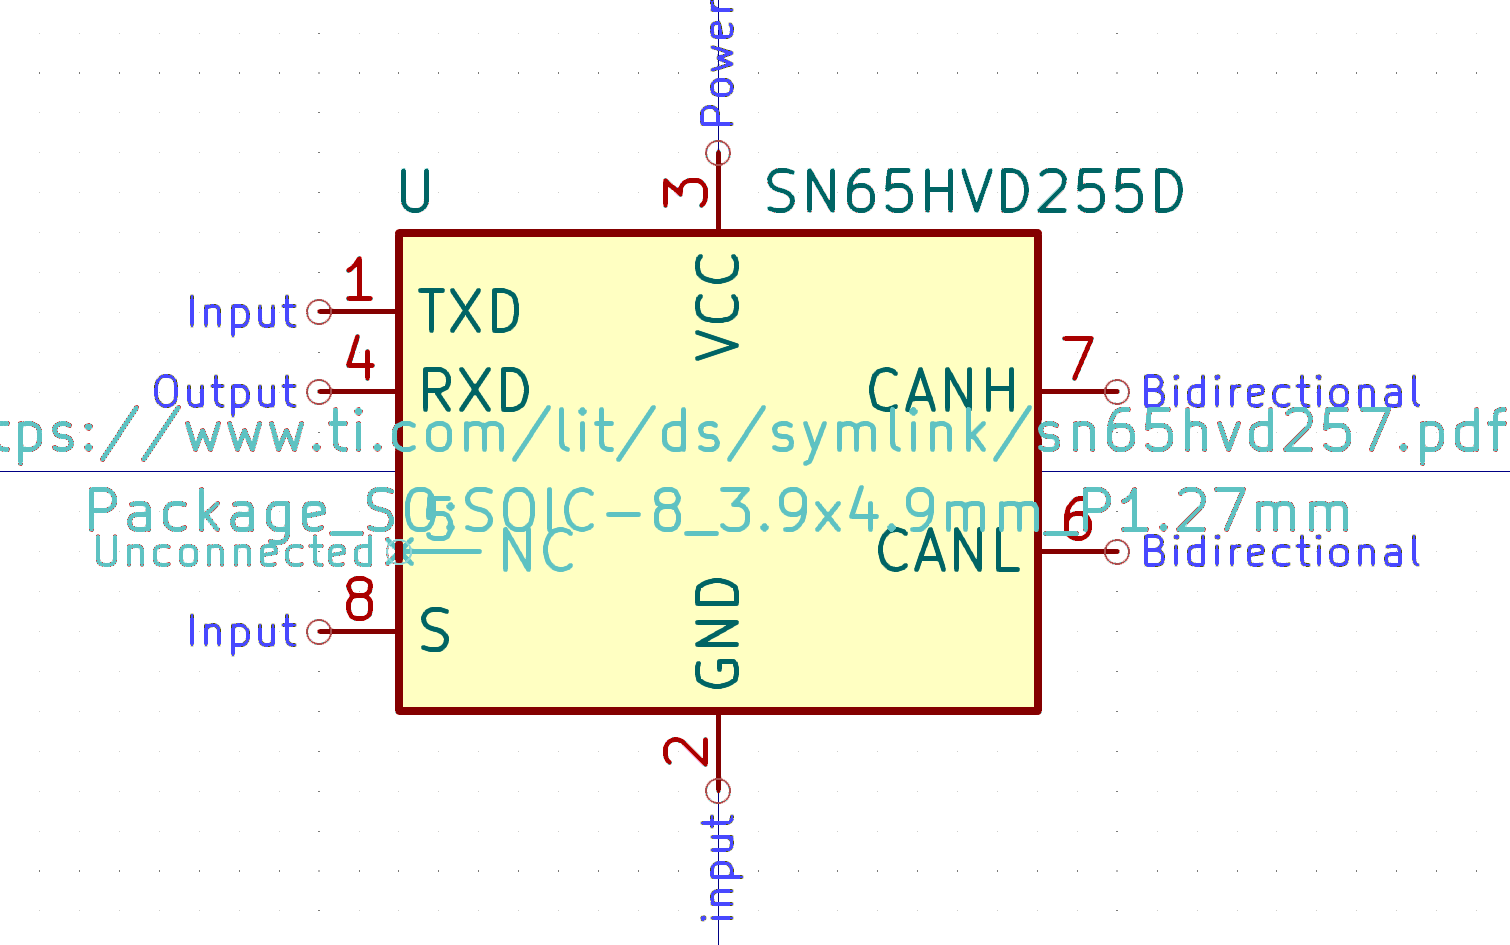 Power
U
3
SN65HVD255D
1
Input
TXD
VCC
4
7
Output
RXD
CANH
Bidirectional
tps://www.ti.com/lit/ds/symlink/sn65hvd257.pdf
Package_SO:SOIC-8_3.9x4.9mm_P1.27mm
5
6
Unconnected
NC
CANL
Bidirectional
8
Input
S
GND
2
input